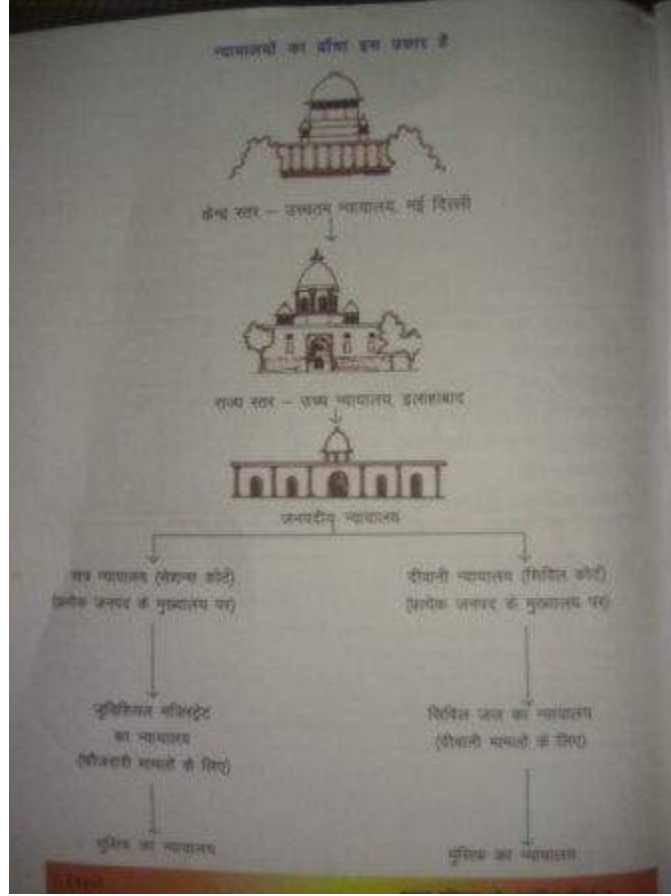 न्यायालयों का ढाँचा इस प्रकार है
केन्द्र स्तर – उच्चतम न्यायालय, नई दिल्ली
राज्य स्तर – उच्च न्यायालय, इलाहाबाद
जनपदीय न्यायालय
सत्र न्यायालय (सेशन्स कोर्ट)
(प्रत्येक जनपद के मुख्यालय पर)
दीवानी न्यायालय (सिविल कोर्ट)
(प्रत्येक जनपद के मुख्यालय पर)
जुडिशियल मजिस्ट्रेट
का न्यायालय
(फौजदारी मामलों के लिए)
सिविल जज का न्यायालय
(दीवानी मामलों के लिए)
मुंसिफ का न्यायालय
मुंसिफ का न्यायालय